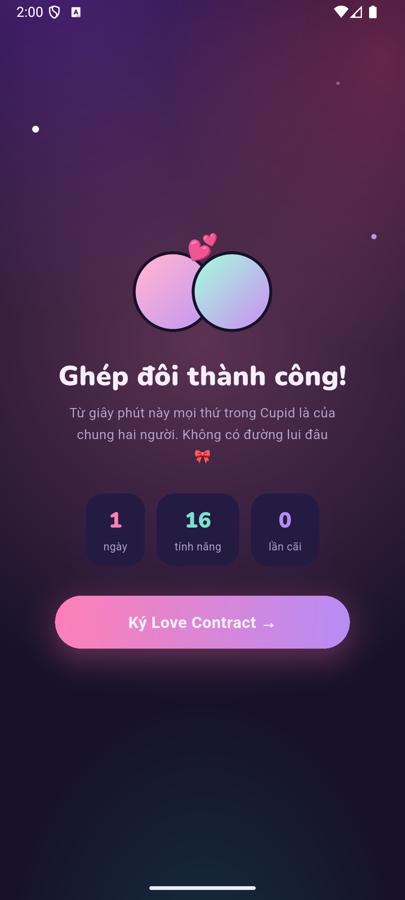 2:00
Ghép đôi thành công!
Từ giây phút này mọi thứ trong Cupid là của
chung hai người. Không có đường lui đâu
🎀
1 16 0
ngày tính năng lần cãi
Ký Love Contract →